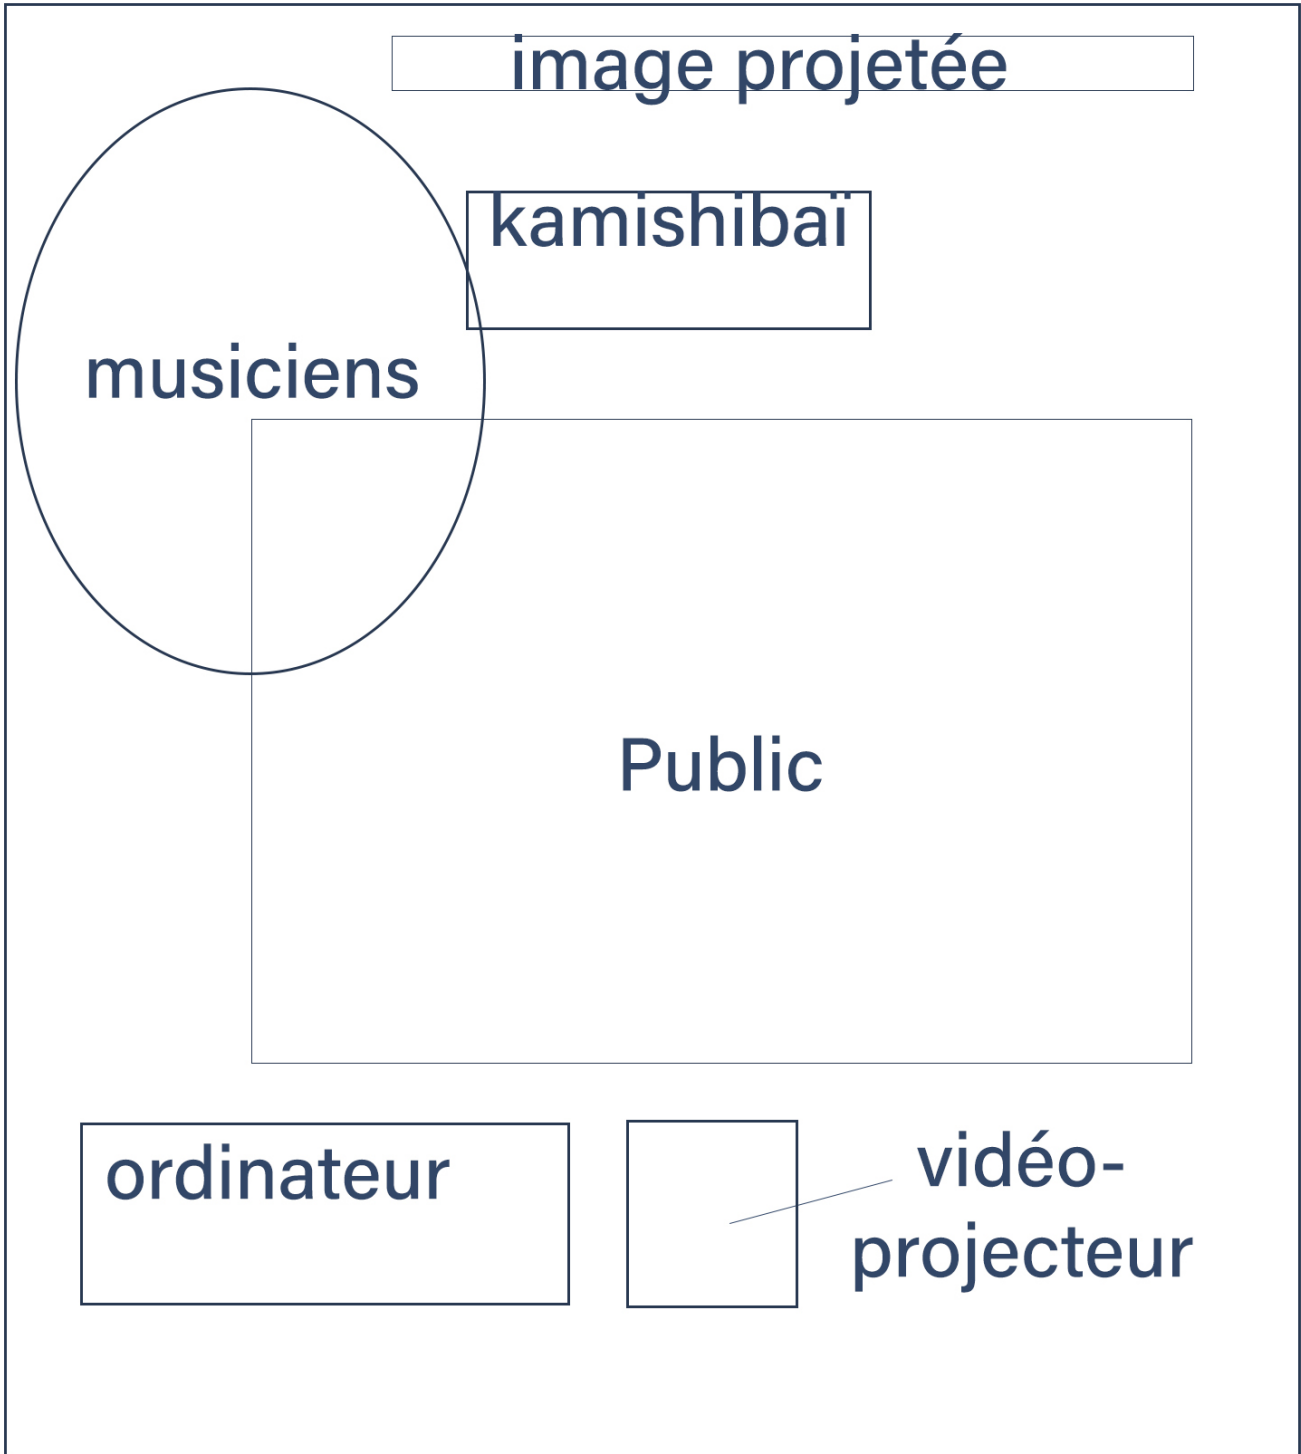 image projetée
kamishibaï
musiciens
Public
ordinateur
vidéo-
projecteur